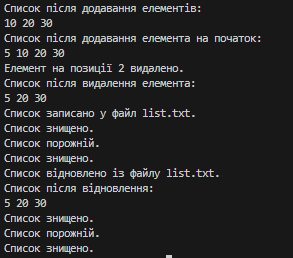 Список після додавання елементів:
10 20 30
Список після додавання елемента на початок:
5 10 20 30
Елемент на позиції 2 видалено.
Список після видалення елемента:
5 20 30
Список записано у файл list.txt.
Список знищено.
Список порожній.
Список знищено.
Список відновлено із файлу list.txt.
Список після відновлення:
5 20 30
Список знищено.
Список порожній.
Список знищено.